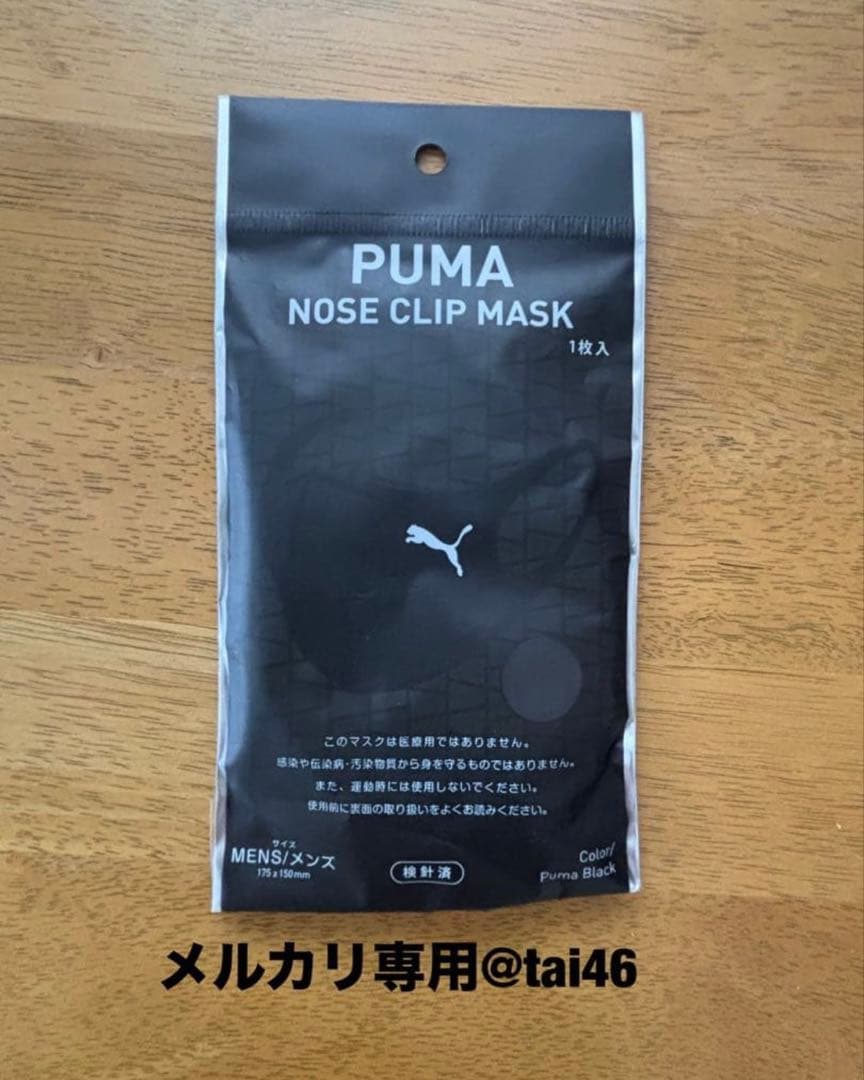 PUMA
NOSE CLIP MASK
1枚入
このマスクは医療用ではありません。
感染や伝染病・汚染物質から身を守るものではありません。
また、運動時には使用しないでください。
使用前に裏面の取り扱いをよくお読みください。
サイズ
MENS/メンズ
175 x 150mm
検針済
Color/
Puma Black
メルカリ専用@tai46